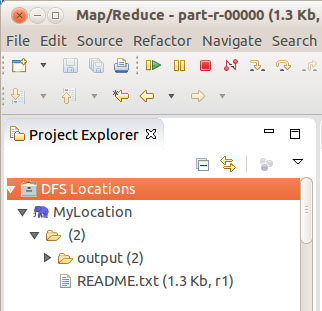 Map/Reduce - part-r-00000 (1.3 Kb,
File Edit Source Refactor Navigate Search
Project Explorer
DFS Locations
MyLocation
(2)
output (2)
README.txt (1.3 Kb, r1)